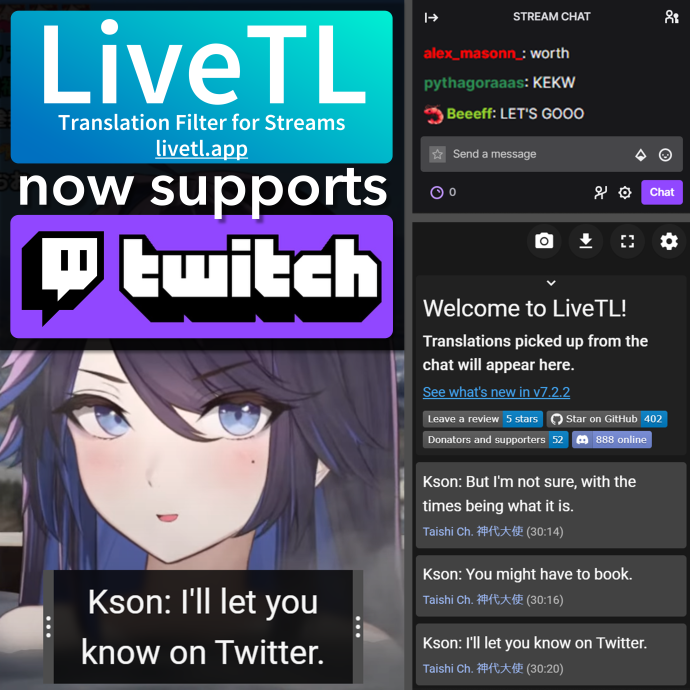 LiveTL
Translation Filter for Streams
livetl.app
now supports
twitch
Kson: I'll let you
know on Twitter.
STREAM CHAT
alex_masonn_: worth
pythagoraaas: KEKW
Beeeff: LET'S GOOO
Send a message
0
Chat
Welcome to LiveTL!
Translations picked up from the
chat will appear here.
See what's new in v7.2.2
Leave a review 5 stars Star on GitHub 402
Donators and supporters 52 888 online
Kson: But I'm not sure, with the
times being what it is.
Taishi Ch. 神代大使 (30:14)
Kson: You might have to book.
Taishi Ch. 神代大使 (30:16)
Kson: I'll let you know on Twitter.
Taishi Ch. 神代大使 (30:20)